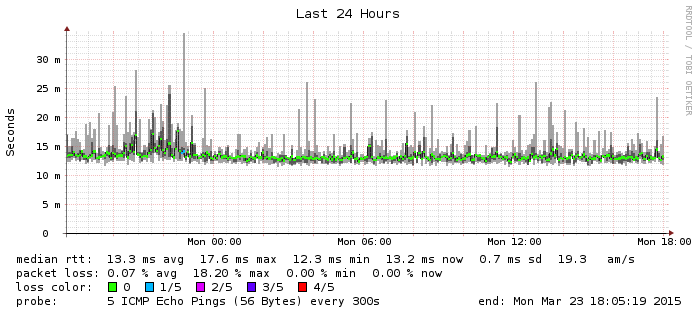 Last 24 Hours
RRDTOOL / TOBI OETIKER
Seconds
30 m
25 m
20 m
15 m
10 m
5 m
0
Mon 00:00 Mon 06:00 Mon 12:00 Mon 18:00
median rtt: 13.3 ms avg 17.6 ms max 12.3 ms min 13.2 ms now 0.7 ms sd 19.3 am/s
packet loss: 0.07 % avg 18.20 % max 0.00 % min 0.00 % now
loss color: 0 1/5 2/5 3/5 4/5
probe: 5 ICMP Echo Pings (56 Bytes) every 300s end: Mon Mar 23 18:05:19 2015